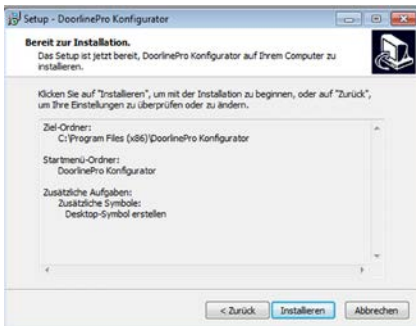 Setup - DoorlinePro Konfigurator
Bereit zur Installation.
Das Setup ist jetzt bereit, DoorlinePro Konfigurator auf Ihrem Computer zu
installieren.
Klicken Sie auf "Installieren", um mit der Installation zu beginnen, oder auf "Zurück",
um Ihre Einstellungen zu überprüfen oder zu ändern.
Ziel-Ordner:
C:\Program Files (x86)\DoorlinePro Konfigurator
Startmenü-Ordner:
DoorlinePro Konfigurator
Zusätzliche Aufgaben:
Zusätzliche Symbole:
Desktop-Symbol erstellen
< Zurück Installieren Abbrechen